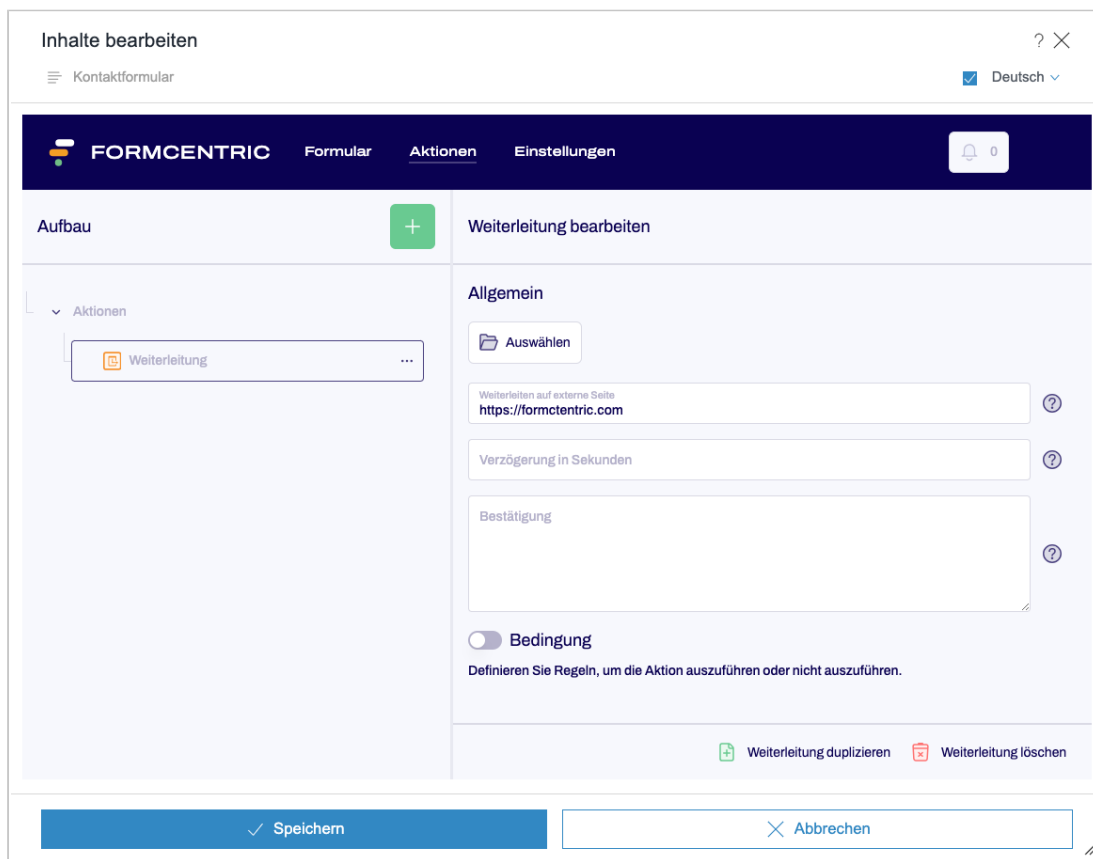 Inhalte bearbeiten
?
Kontaktformular
Deutsch
FORMCENTRIC
Formular
Aktionen
Einstellungen
0
Aufbau
+
Weiterleitung bearbeiten
Aktionen
Weiterleitung
...
Allgemein
Auswählen
Weiterleiten auf externe Seite
https://formctentric.com
?
Verzögerung in Sekunden
?
Bestätigung
?
Bedingung
Definieren Sie Regeln, um die Aktion auszuführen oder nicht auszuführen.
Weiterleitung duplizieren
Weiterleitung löschen
Speichern
Abbrechen